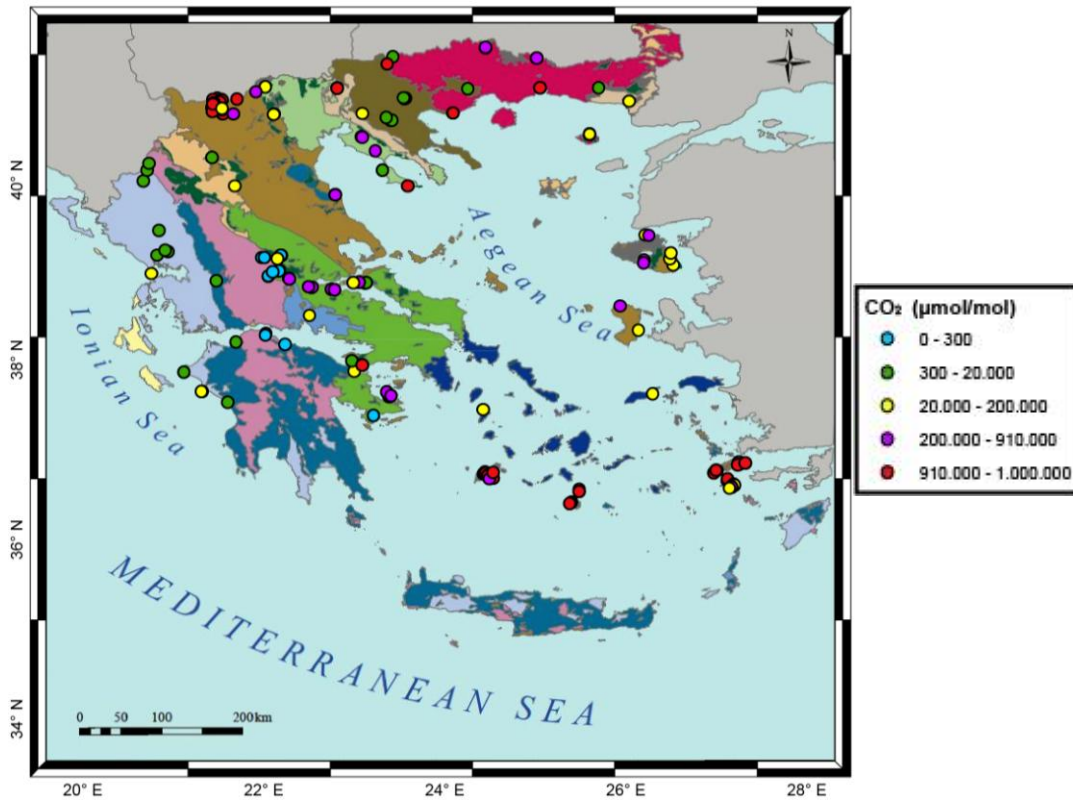 N
40° N
38° N
36° N
34° N
Aegean Sea
Ionian Sea
MEDITERRANEAN SEA
0 50 100 200km
20° E 22° E 24° E 26° E 28° E
CO₂ (µmol/mol)
0 - 300
300 - 20.000
20.000 - 200.000
200.000 - 910.000
910.000 - 1.000.000